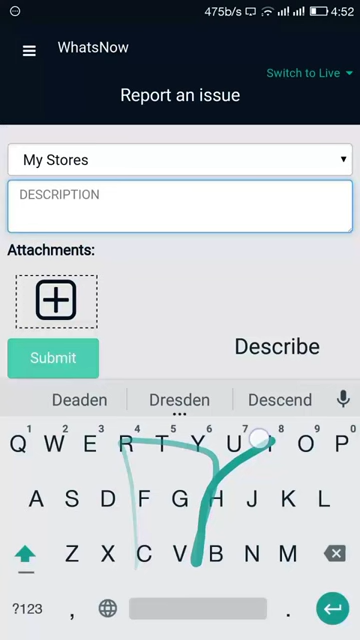 475b/s 4:52
WhatsNow
Switch to Live
Report an issue
My Stores
DESCRIPTION
Attachments:
Submit
Describe
Deaden Dresden Descend
1 2 3 4 5 6 7 8 9 0
Q W E R T Y U I O P
A S D F G H J K L
Z X C V B N M
?123 , .